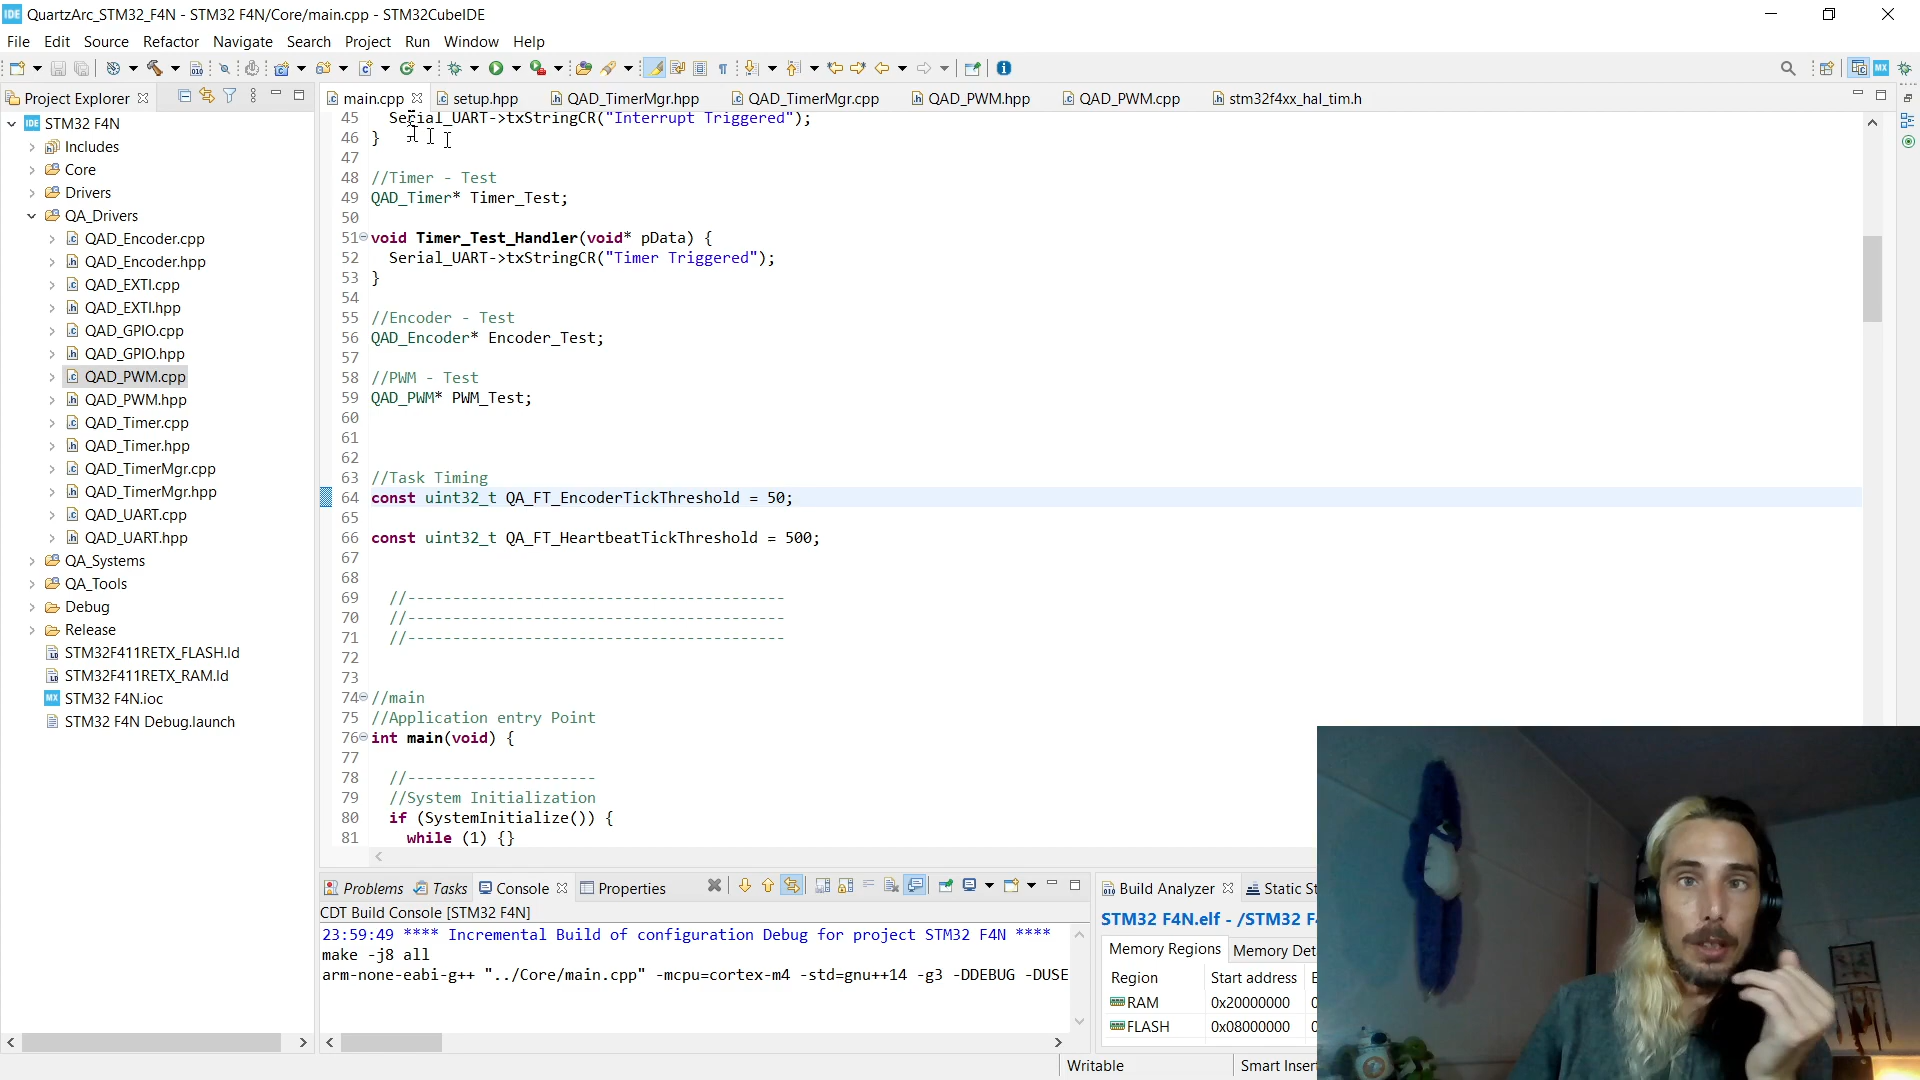 IDE QuartzArc_STM32_F4N - STM32 F4N/Core/main.cpp - STM32CubeIDE
File Edit Source Refactor Navigate Search Project Run Window Help
Project Explorer
main.cpp setup.hpp QAD_TimerMgr.hpp QAD_TimerMgr.cpp QAD_PWM.hpp QAD_PWM.cpp stm32f4xx_hal_tim.h
IDE STM32 F4N
Includes
Core
Drivers
QA_Drivers
QAD_Encoder.cpp
QAD_Encoder.hpp
QAD_EXTI.cpp
QAD_EXTI.hpp
QAD_GPIO.cpp
QAD_GPIO.hpp
QAD_PWM.cpp
QAD_PWM.hpp
QAD_Timer.cpp
QAD_Timer.hpp
QAD_TimerMgr.cpp
QAD_TimerMgr.hpp
QAD_UART.cpp
QAD_UART.hpp
QA_Systems
QA_Tools
Debug
Release
STM32F411RETX_FLASH.ld
STM32F411RETX_RAM.ld
MX STM32 F4N.ioc
STM32 F4N Debug.launch
45 Serial_UART->txStringCR("Interrupt Triggered");
46 }
47
48 //Timer - Test
49 QAD_Timer* Timer_Test;
50
51 void Timer_Test_Handler(void* pData) {
52 Serial_UART->txStringCR("Timer Triggered");
53 }
54
55 //Encoder - Test
56 QAD_Encoder* Encoder_Test;
57
58 //PWM - Test
59 QAD_PWM* PWM_Test;
60
61
62
63 //Task Timing
64 const uint32_t QA_FT_EncoderTickThreshold = 50;
65
66 const uint32_t QA_FT_HeartbeatTickThreshold = 500;
67
68
69 //------------------------------------------
70 //------------------------------------------
71 //------------------------------------------
72
73
74 //main
75 //Application entry Point
76 int main(void) {
77
78 //---------------------
79 //System Initialization
80 if (SystemInitialize()) {
81 while (1) {}
Problems Tasks Console Properties
CDT Build Console [STM32 F4N]
23:59:49 **** Incremental Build of configuration Debug for project STM32 F4N ****
make -j8 all
arm-none-eabi-g++ "../Core/main.cpp" -mcpu=cortex-m4 -std=gnu++14 -g3 -DDEBUG -DUSE
Build Analyzer Static St
STM32 F4N.elf - /STM32 F
Memory Regions Memory Det
Region Start address
RAM 0x20000000
FLASH 0x08000000
Writable Smart Inser